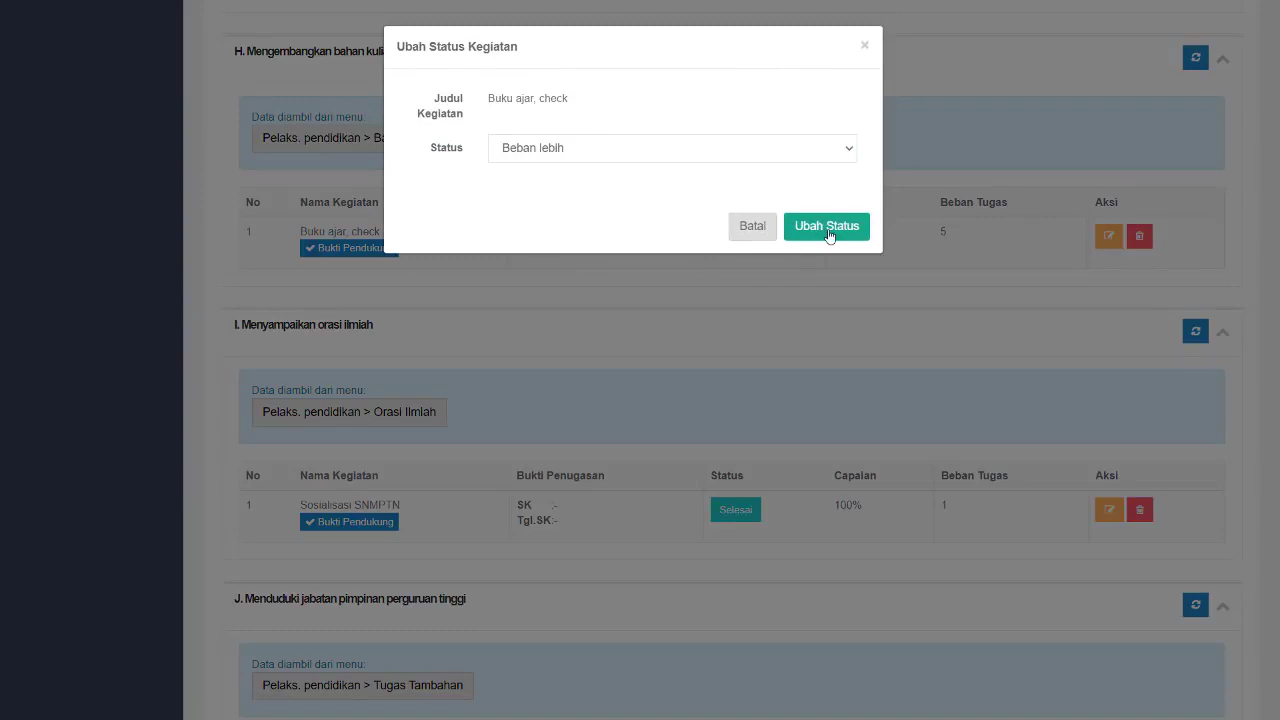 Ubah Status Kegiatan
×
Judul Kegiatan
Buku ajar, check
Status
Beban lebih
Batal
Ubah Status
H. Mengembangkan bahan
Data diambil dari menu:
Pelaks. pendidikan >
No
Nama Kegiatan
Beban Tugas
Aksi
1
Buku ajar, check
5
Bukti
I. Menyampaikan orasi ilmiah
Data diambil dari menu:
Pelaks. pendidikan > Orasi Ilmiah
No
Nama Kegiatan
Bukti Penugasan
Status
Capaian
Beban Tugas
Aksi
1
Sosialisasi SNMPTN
SK :-
Selesai
100%
1
Bukti Pendukung
Tgl.SK:-
J. Menduduki jabatan pimpinan perguruan tinggi
Data diambil dari menu:
Pelaks. pendidikan > Tugas Tambahan